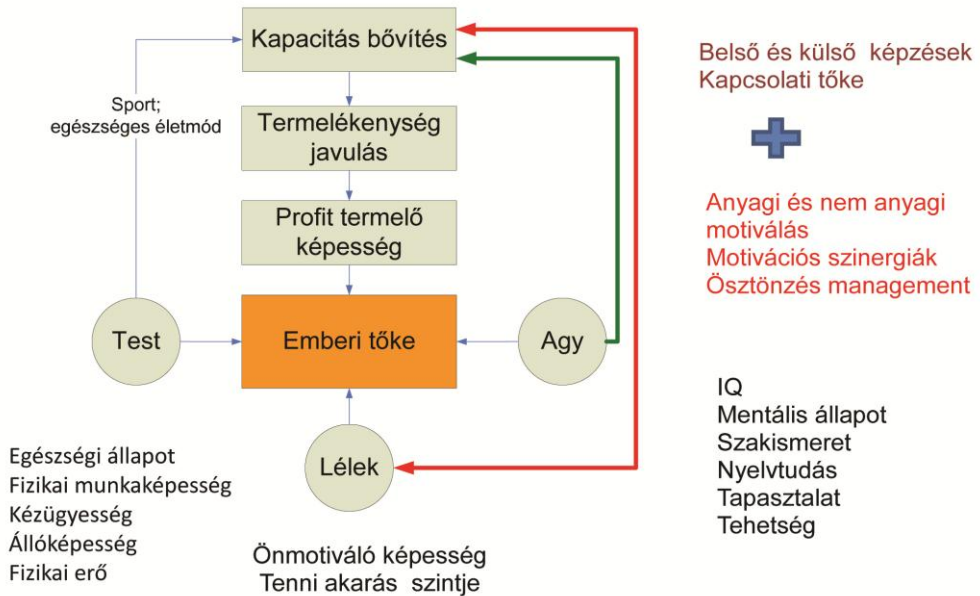 Kapacitás bővítés
Sport;
egészséges életmód
Termelékenység
javulás
Profit termelő
képesség
Test
Emberi tőke
Agy
Lélek
Belső és külső képzések
Kapcsolati tőke
Anyagi és nem anyagi
motiválás
Motivációs szinergiák
Ösztönzés management
IQ
Mentális állapot
Szakismeret
Nyelvtudás
Tapasztalat
Tehetség
Egészségi állapot
Fizikai munkaképesség
Kézügyesség
Állóképesség
Fizikai erő
Önmotiváló képesség
Tenni akarás szintje